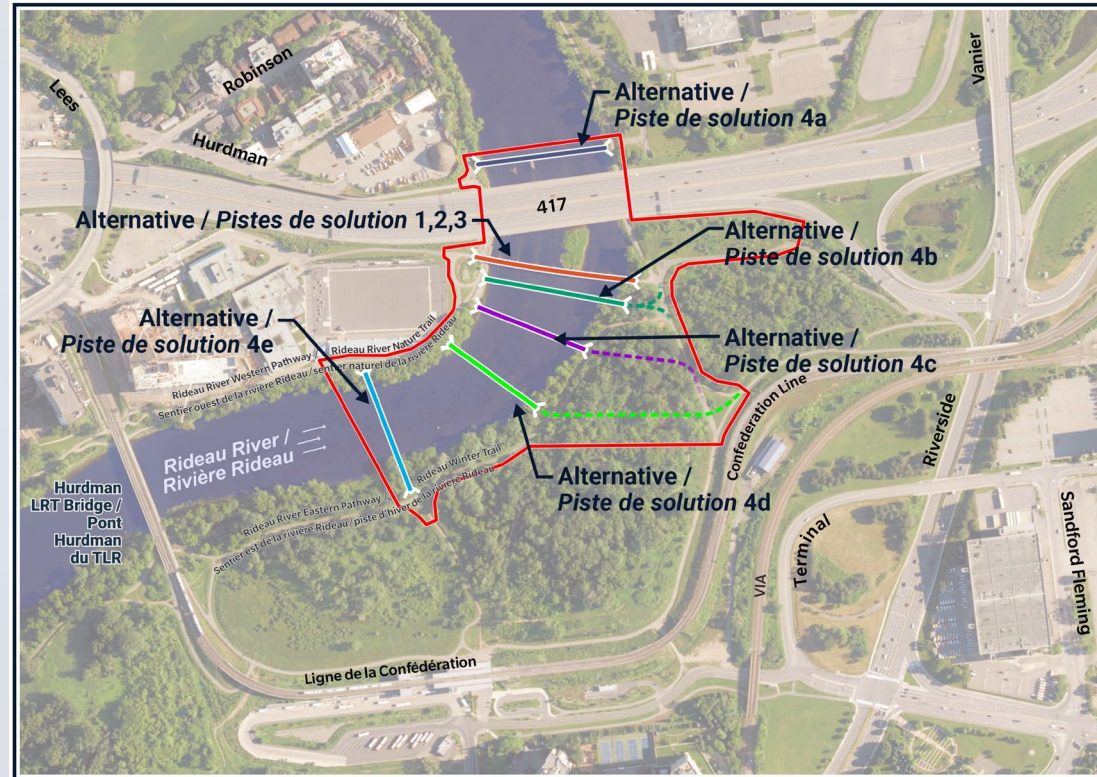 Lees
Robinson
Hurdman
Vanier
Alternative /
Piste de solution 4a
417
Alternative / Pistes de solution 1,2,3
Alternative /
Piste de solution 4b
Alternative /
Piste de solution 4e
Rideau River Western Pathway / Rideau River Nature Trail
Sentier ouest de la rivière Rideau / sentier naturel de la rivière Rideau
Alternative /
Piste de solution 4c
Confederation Line
Riverside
Rideau River /
Rivière Rideau
Rideau River Eastern Pathway / Rideau Winter Trail
Sentier est de la rivière Rideau / piste d'hiver de la rivière Rideau
Alternative /
Piste de solution 4d
Hurdman
LRT Bridge /
Pont
Hurdman
du TLR
Terminal
VIA
Sandford Fleming
Ligne de la Confédération